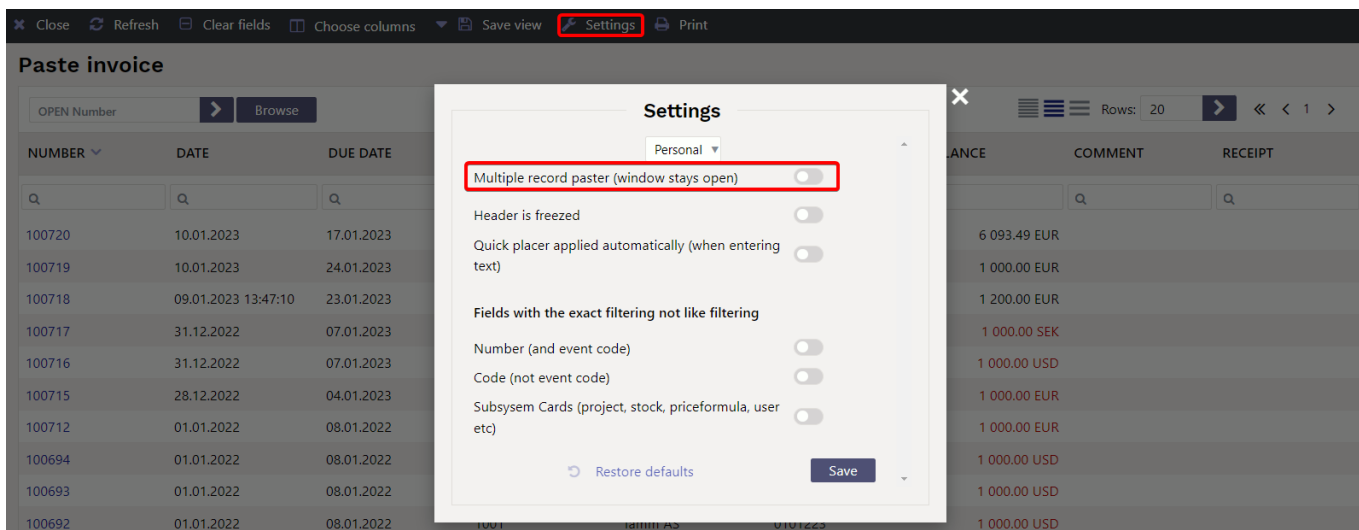 Close Refresh Clear fields Choose columns Save view Settings Print
Paste invoice
OPEN Number Browse Rows: 20 1
NUMBER DATE DUE DATE LANCE COMMENT RECEIPT
100720 10.01.2023 17.01.2023 6 093.49 EUR
100719 10.01.2023 24.01.2023 1 000.00 EUR
100718 09.01.2023 13:47:10 23.01.2023 1 200.00 EUR
100717 31.12.2022 07.01.2023 1 000.00 SEK
100716 31.12.2022 07.01.2023 1 000.00 USD
100715 28.12.2022 04.01.2023 1 000.00 EUR
100712 01.01.2022 08.01.2022 1 000.00 EUR
100694 01.01.2022 08.01.2022 1 000.00 USD
100693 01.01.2022 08.01.2022 1 000.00 USD
100692 01.01.2022 08.01.2022 1001 Tamm AS 0101223 1 000.00 USD
Settings
Personal
Multiple record paster (window stays open)
Header is freezed
Quick placer applied automatically (when entering
text)
Fields with the exact filtering not like filtering
Number (and event code)
Code (not event code)
Subsysem Cards (project, stock, priceformula, user
etc)
Restore defaults Save